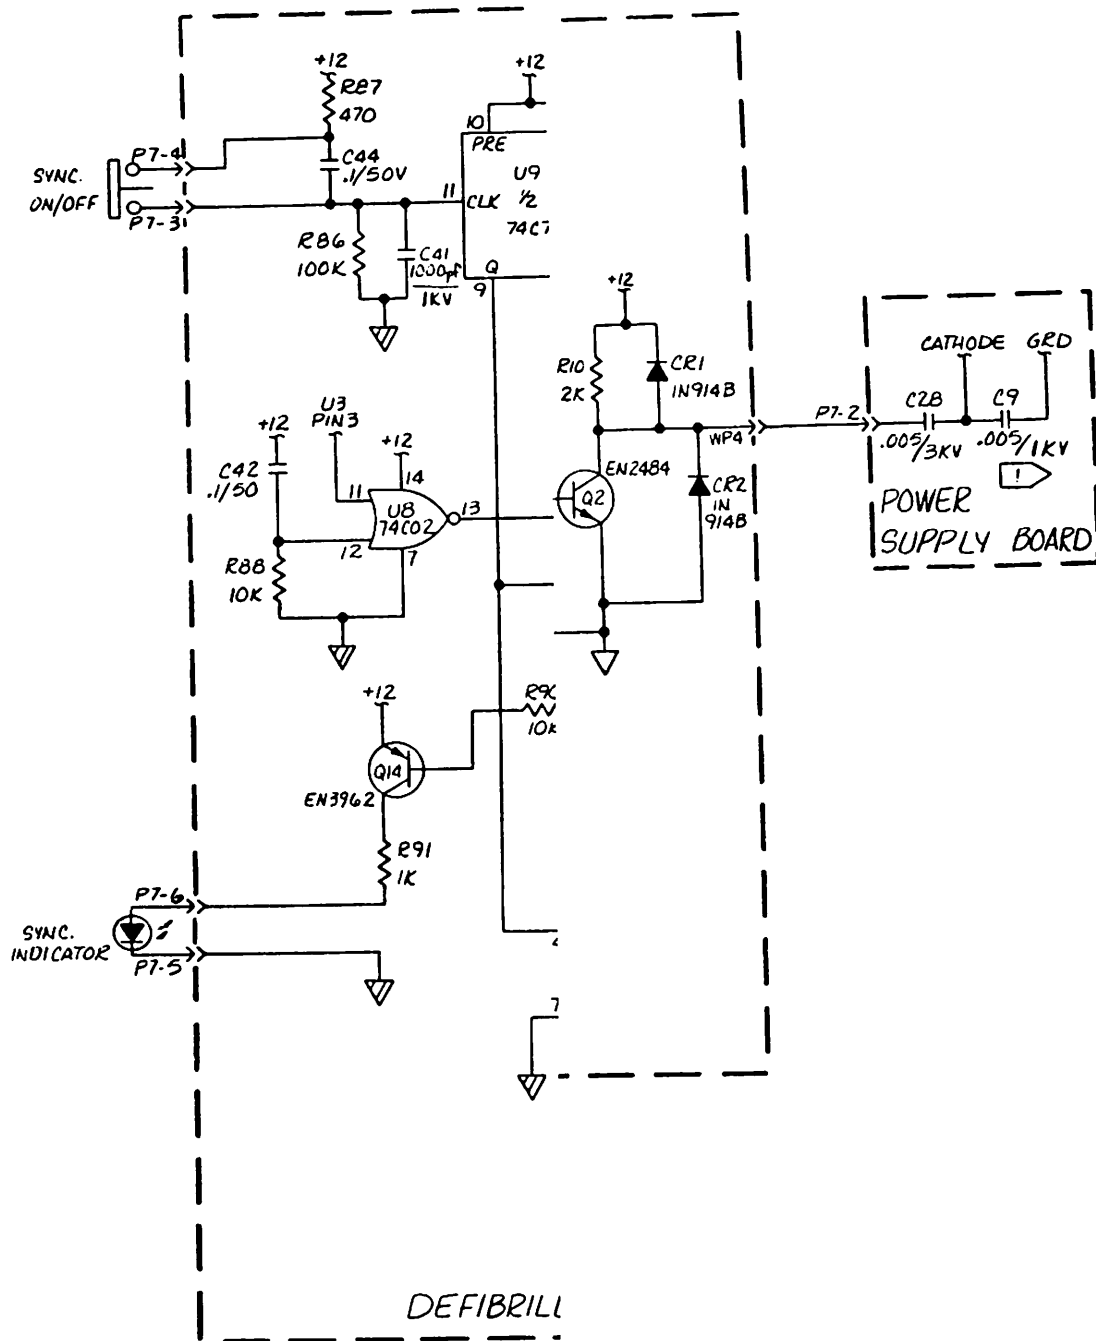 +12
R87
470
+12
10
PRE
P7-4
C44
.1/50V
U9
SYNC.
ON/OFF
11
CLK
1/2
74C7
P7-3
R86
100K
C41
1000pf
1KV
Q
9
+12
CATHODE GRD
R10
2K
CR1
1N914B
U3
PIN3
+12
+12
WP4
P7-2
C28
C9
.005/3KV
.005/1KV
!
C42
.1/50
14
11
U8
74C02
13
EN2484
Q2
CR2
1N
914B
POWER
SUPPLY BOARD
12
7
R88
10K
+12
R90
10K
Q14
EN3962
R91
1K
P7-6
SYNC.
INDICATOR
P7-5
7
DEFIBRILL